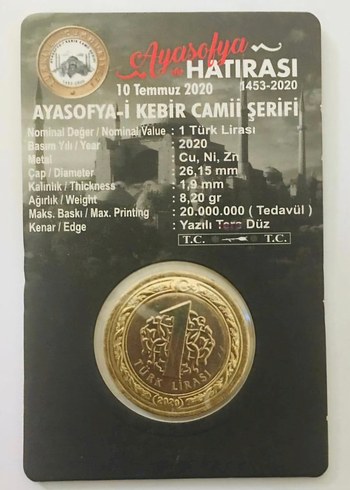 Ayasofya
HATIRASI
10 Temmuz 2020
1453-2020
AYASOFYA-İ KEBİR CAMİİ ŞERİFİ
Nominal Değer / Nominal Value : 1 Türk Lirası
Basım Yılı / Year : 2020
Metal : Cu, Ni, Zn
Çap / Diameter : 26,15 mm
Kalınlık / Thickness : 1,9 mm
Ağırlık / Weight : 8,20 gr
Maks. Baskı / Max. Printing : 20.000.000 ( Tedavül )
Kenar / Edge : Yazılı Ters Düz
T.C. T.C.
1
TÜRK LİRASI
(2020)